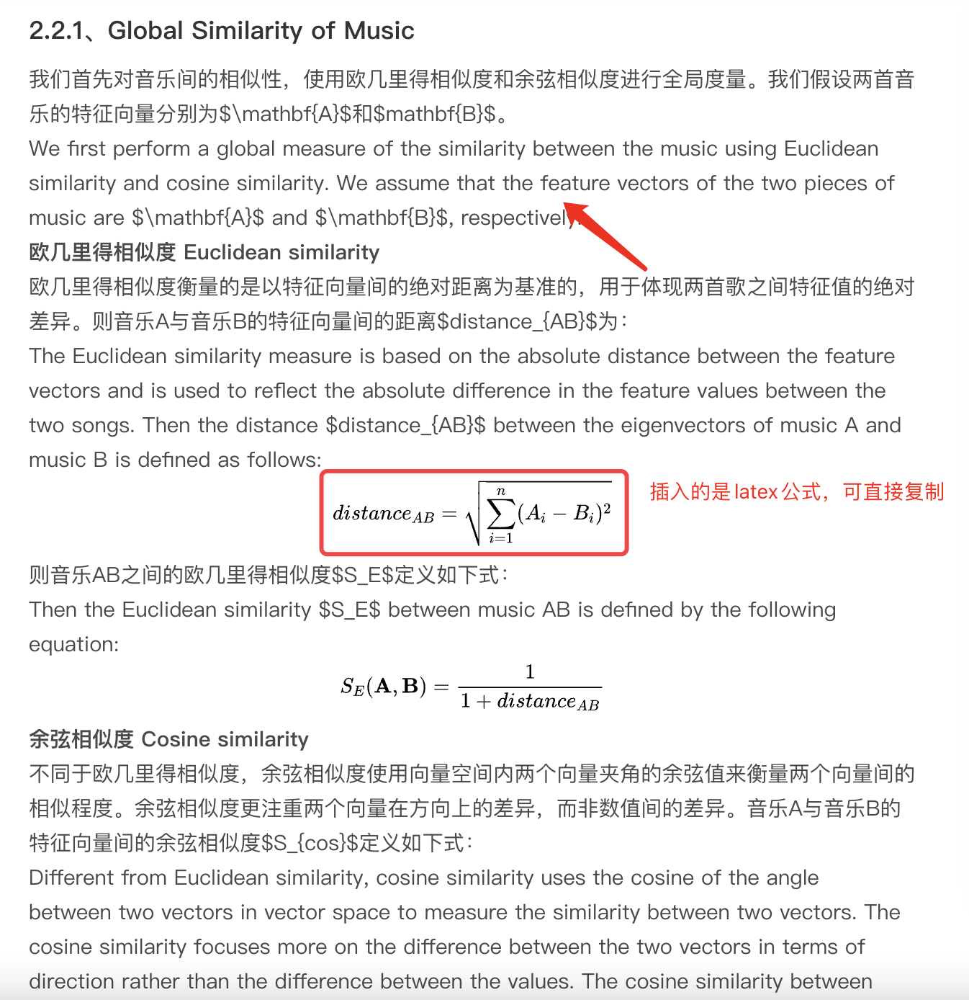 2.2.1、Global Similarity of Music
我们首先对音乐间的相似性，使用欧几里得相似度和余弦相似度进行全局度量。我们假设两首音
乐的特征向量分别为$\mathbf{A}$和$mathbf{B}$。
We first perform a global measure of the similarity between the music using Euclidean
similarity and cosine similarity. We assume that the feature vectors of the two pieces of
music are $\mathbf{A}$ and $\mathbf{B}$, respectively.
欧几里得相似度 Euclidean similarity
欧几里得相似度衡量的是以特征向量间的绝对距离为基准的，用于体现两首歌之间特征值的绝对
差异。则音乐A与音乐B的特征向量间的距离$distance_{AB}$为：
The Euclidean similarity measure is based on the absolute distance between the feature
vectors and is used to reflect the absolute difference in the feature values between the
two songs. Then the distance $distance_{AB}$ between the eigenvectors of music A and
music B is defined as follows:
distance_{AB} = \sqrt{\sum_{i=1}^{n}(A_i − B_i)^2}
插入的是latex公式，可直接复制
则音乐AB之间的欧几里得相似度$S_E$定义如下式：
Then the Euclidean similarity $S_E$ between music AB is defined by the following
equation:
S_E(\mathbf{A}, \mathbf{B}) = \frac{1}{1 + distance_{AB}}
余弦相似度 Cosine similarity
不同于欧几里得相似度，余弦相似度使用向量空间内两个向量夹角的余弦值来衡量两个向量间的
相似程度。余弦相似度更注重两个向量在方向上的差异，而非数值间的差异。音乐A与音乐B的
特征向量间的余弦相似度$S_{cos}$定义如下式：
Different from Euclidean similarity, cosine similarity uses the cosine of the angle
between two vectors in vector space to measure the similarity between two vectors. The
cosine similarity focuses more on the difference between the two vectors in terms of
direction rather than the difference between the values. The cosine similarity between